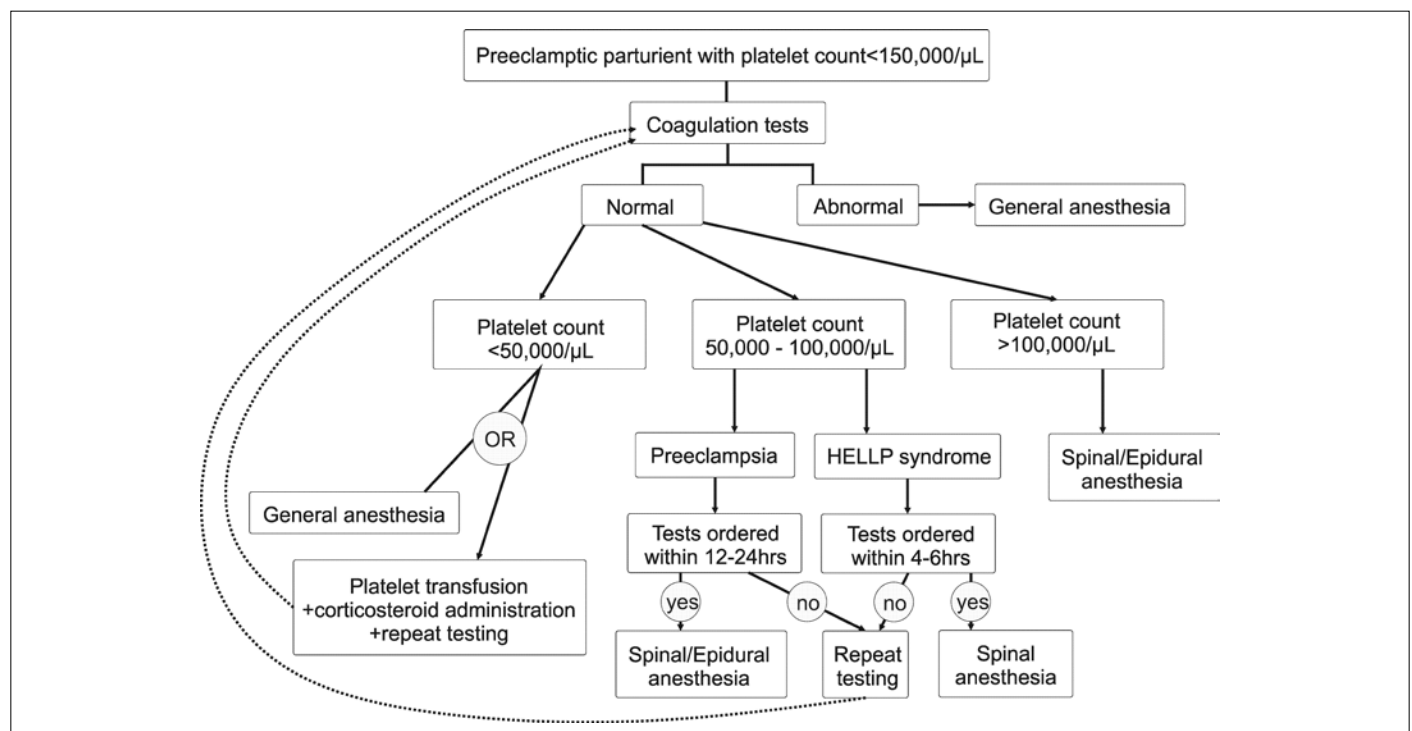 Preeclamptic parturient with platelet count<150,000/µL
Coagulation tests
Normal
Abnormal
General anesthesia
Platelet count
<50,000/µL
Platelet count
50,000 - 100,000/µL
Platelet count
>100,000/µL
OR
Preeclampsia
HELLP syndrome
Spinal/Epidural
anesthesia
General anesthesia
Tests ordered
within 12-24hrs
Tests ordered
within 4-6hrs
Platelet transfusion
+corticosteroid administration
+repeat testing
yes
no
no
yes
Spinal/Epidural
anesthesia
Repeat
testing
Spinal
anesthesia